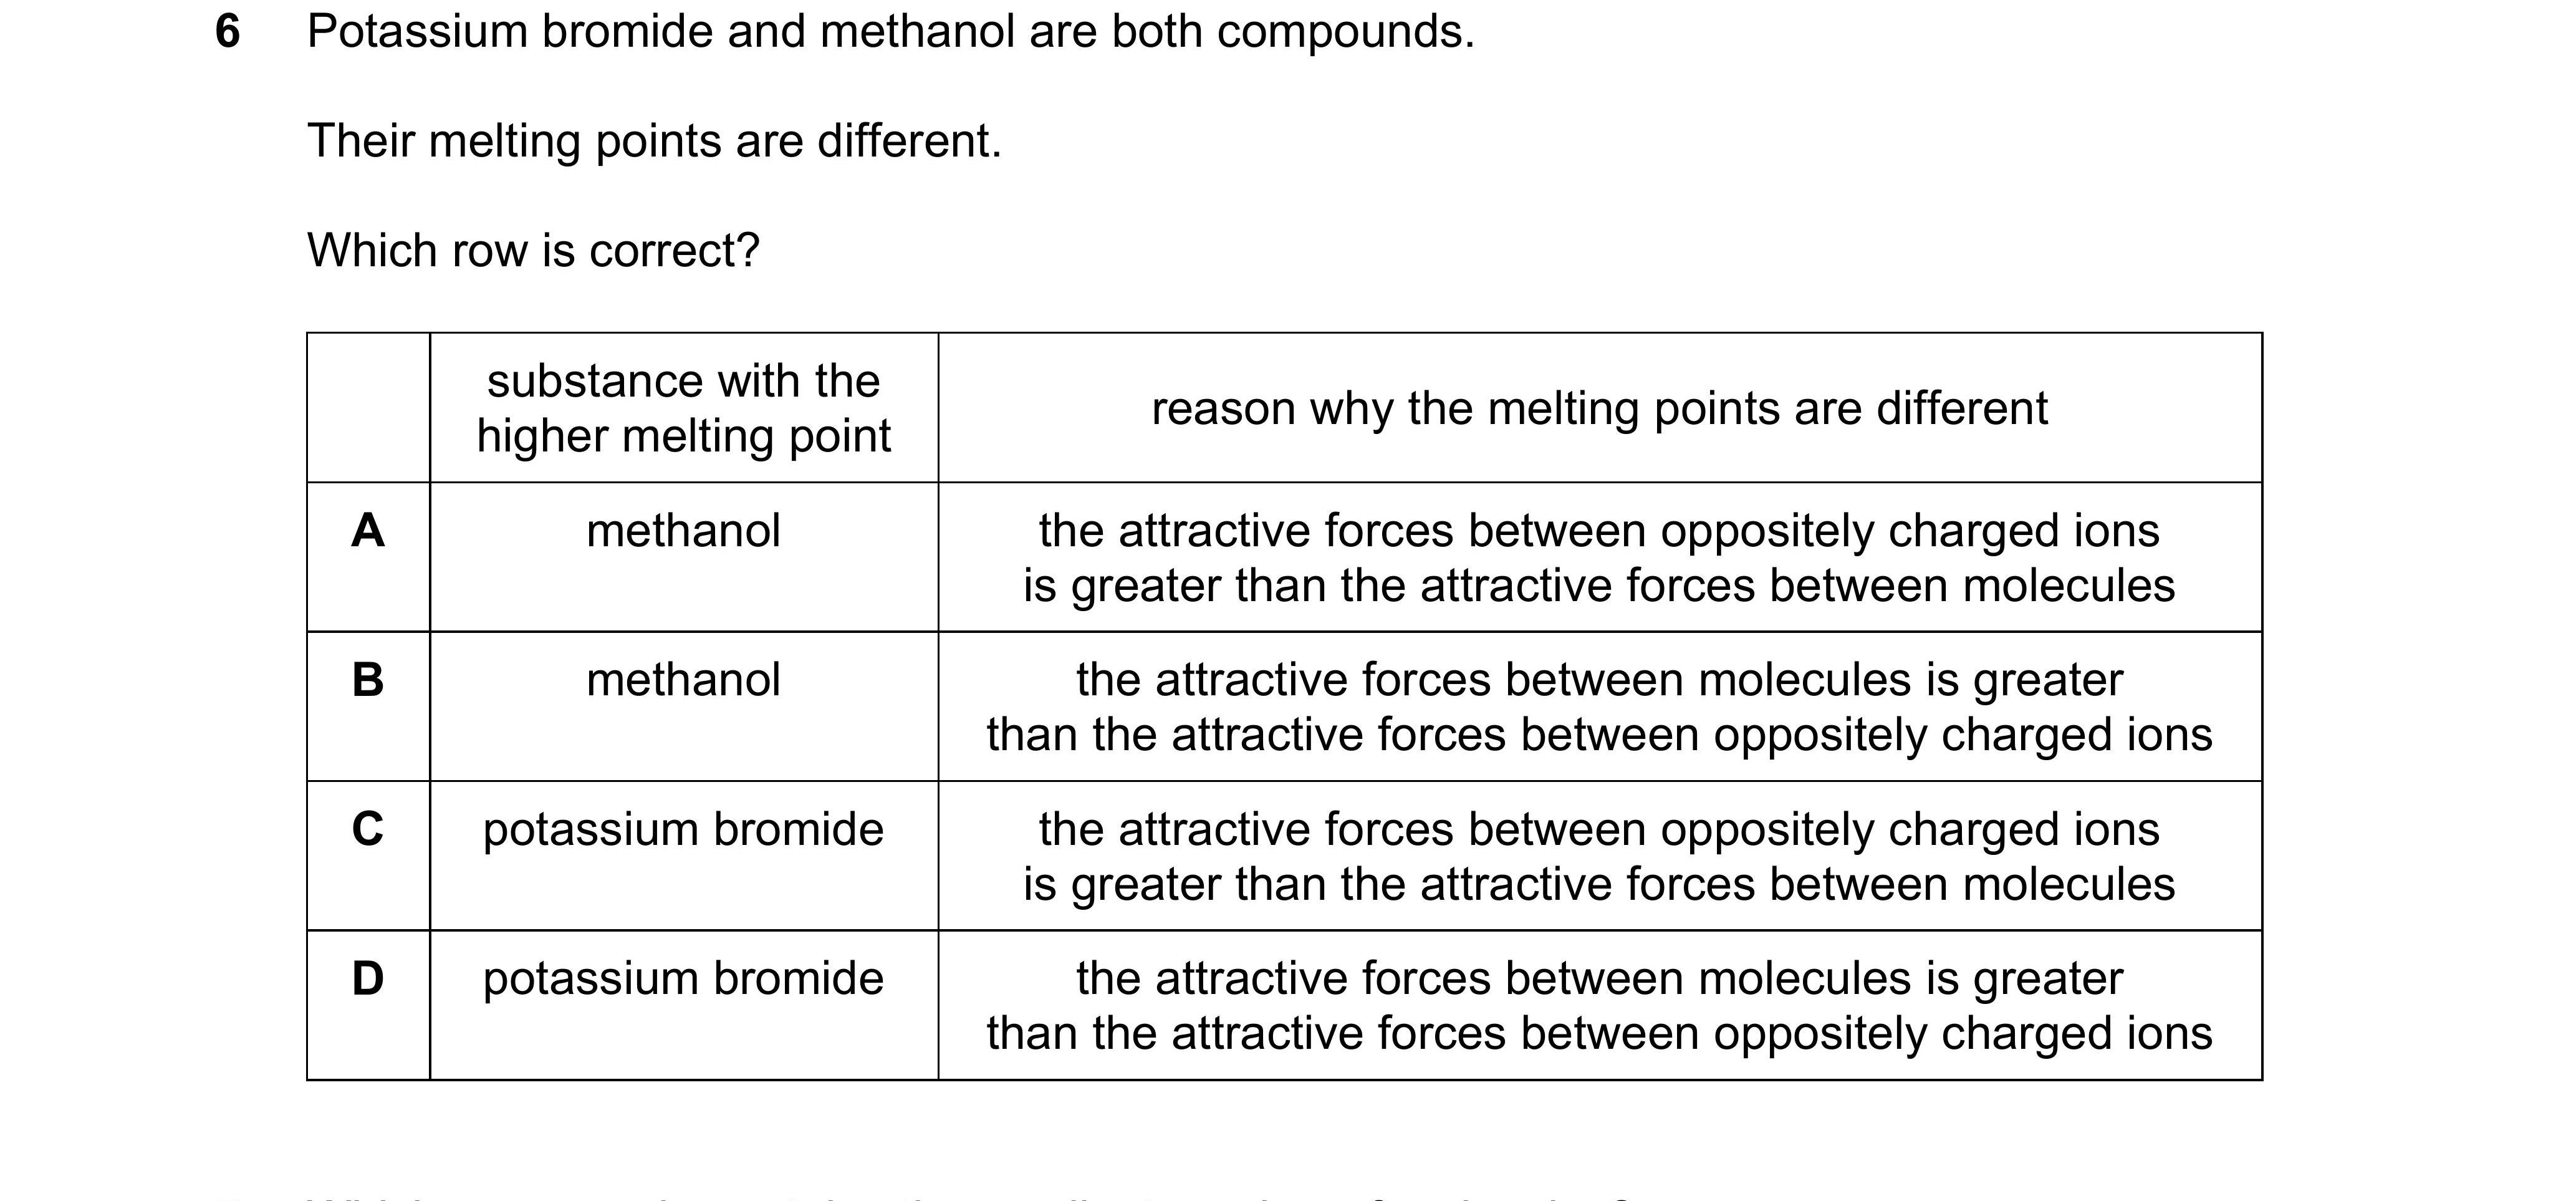 6 Potassium bromide and methanol are both compounds.
Their melting points are different.
Which row is correct?
substance with the
higher melting point
reason why the melting points are different
A
methanol
the attractive forces between oppositely charged ions
is greater than the attractive forces between molecules
B
methanol
the attractive forces between molecules is greater
than the attractive forces between oppositely charged ions
C
potassium bromide
the attractive forces between oppositely charged ions
is greater than the attractive forces between molecules
D
potassium bromide
the attractive forces between molecules is greater
than the attractive forces between oppositely charged ions